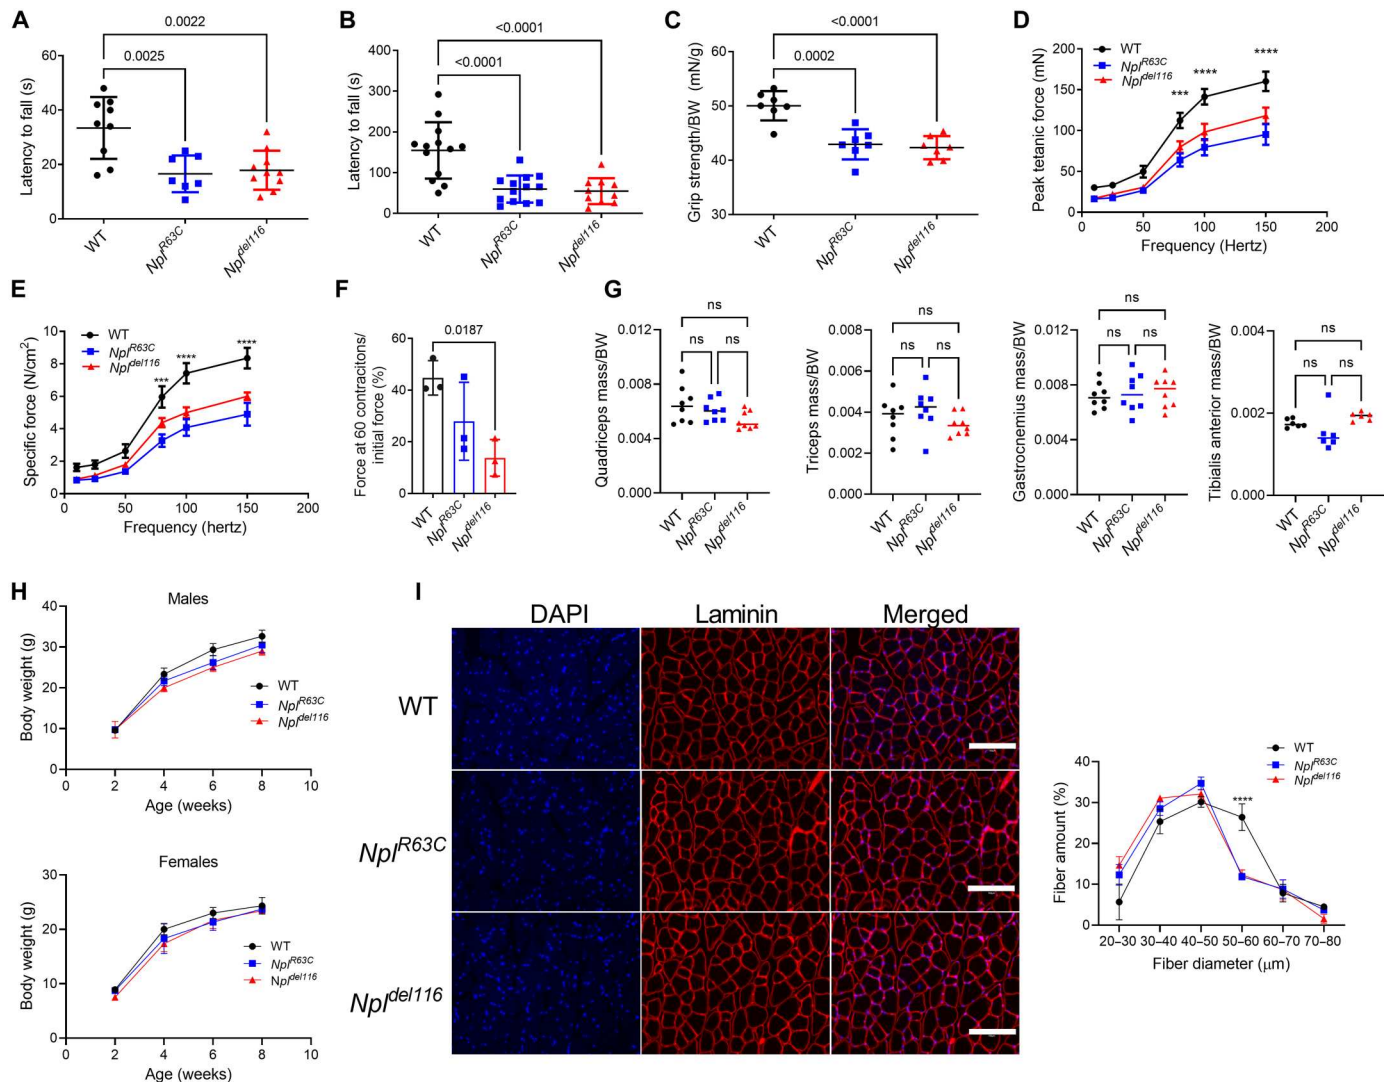 A
0.0022
0.0025
Latency to fall (s)
60
40
20
0
WT
Npl^R63C
Npl^del116
B
<0.0001
<0.0001
Latency to fall (s)
400
300
200
100
50
0
WT
Npl^R63C
Npl^del116
C
<0.0001
0.0002
Grip strength/BW (mN/g)
60
50
40
30
WT
Npl^R63C
Npl^del116
D
Peak tetanic force (mN)
200
150
100
50
0
WT
Npl^R63C
Npl^del116
***
****
****
0
50
100
150
200
Frequency (Hertz)
E
Specific force (N/cm²)
10
8
6
4
2
0
WT
Npl^R63C
Npl^del116
***
****
****
0
50
100
150
200
Frequency (hertz)
F
Force at 60 contracitons/
initial force (%)
60
40
20
0
0.0187
WT
Npl^R63C
Npl^del116
G
Quadriceps mass/BW
0.012
0.009
0.006
0.003
0.000
ns
ns
ns
WT
Npl^R63C
Npl^del116
Triceps mass/BW
0.008
0.006
0.004
0.002
0.000
ns
ns
ns
WT
Npl^R63C
Npl^del116
Gastrocnemius mass/BW
0.012
0.008
0.004
0.000
ns
ns
ns
WT
Npl^R63C
Npl^del116
Tibialis anterior mass/BW
0.004
0.002
0.000
ns
ns
ns
WT
Npl^R63C
Npl^del116
H
Males
Body weight (g)
40
30
20
10
0
WT
Npl^R63C
Npl^del116
0
2
4
6
8
10
Age (weeks)
Females
Body weight (g)
30
20
10
0
WT
Npl^R63C
Npl^del116
0
2
4
6
8
10
Age (weeks)
I
DAPI
Laminin
Merged
WT
Npl^R63C
Npl^del116
Fiber amount (%)
40
30
20
10
0
WT
Npl^R63C
Npl^del116
****
20–30
30–40
40–50
50–60
60–70
70–80
Fiber diameter (μm)